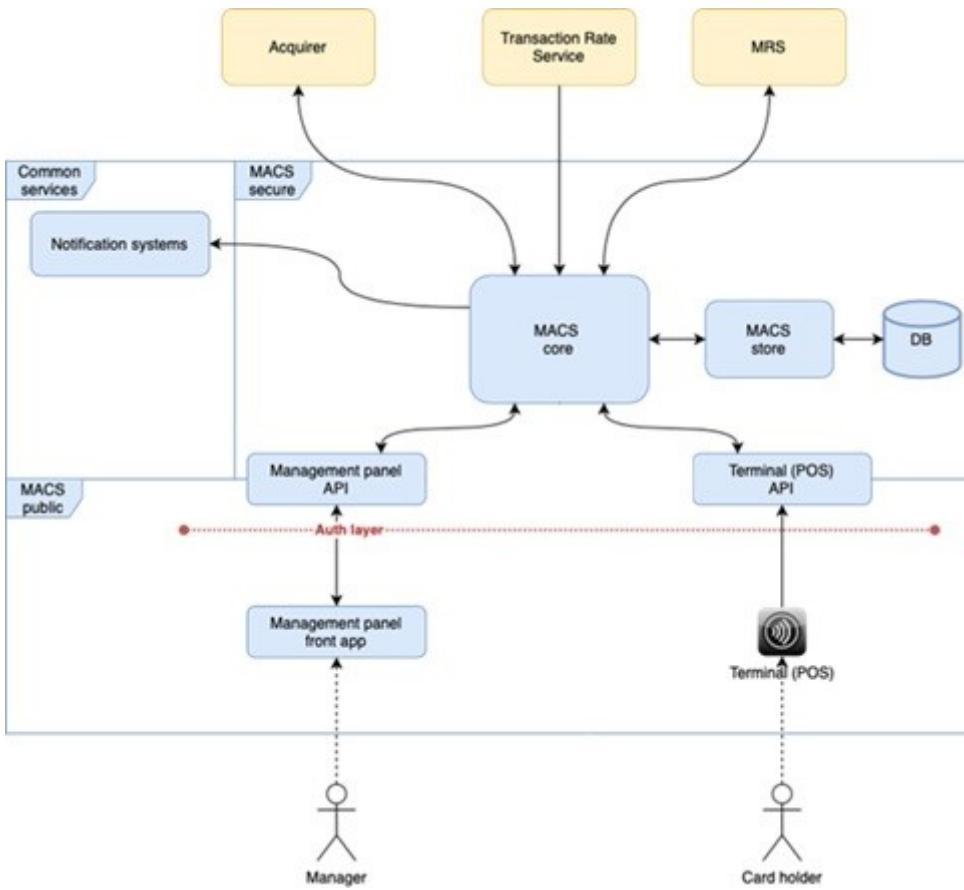 Acquirer
Transaction Rate
Service
MRS
Common
services
MACS
secure
Notification systems
MACS
core
MACS
store
DB
Management panel
API
Terminal (POS)
API
MACS
public
Auth layer
Management panel
front app
Terminal (POS)
Manager
Card holder